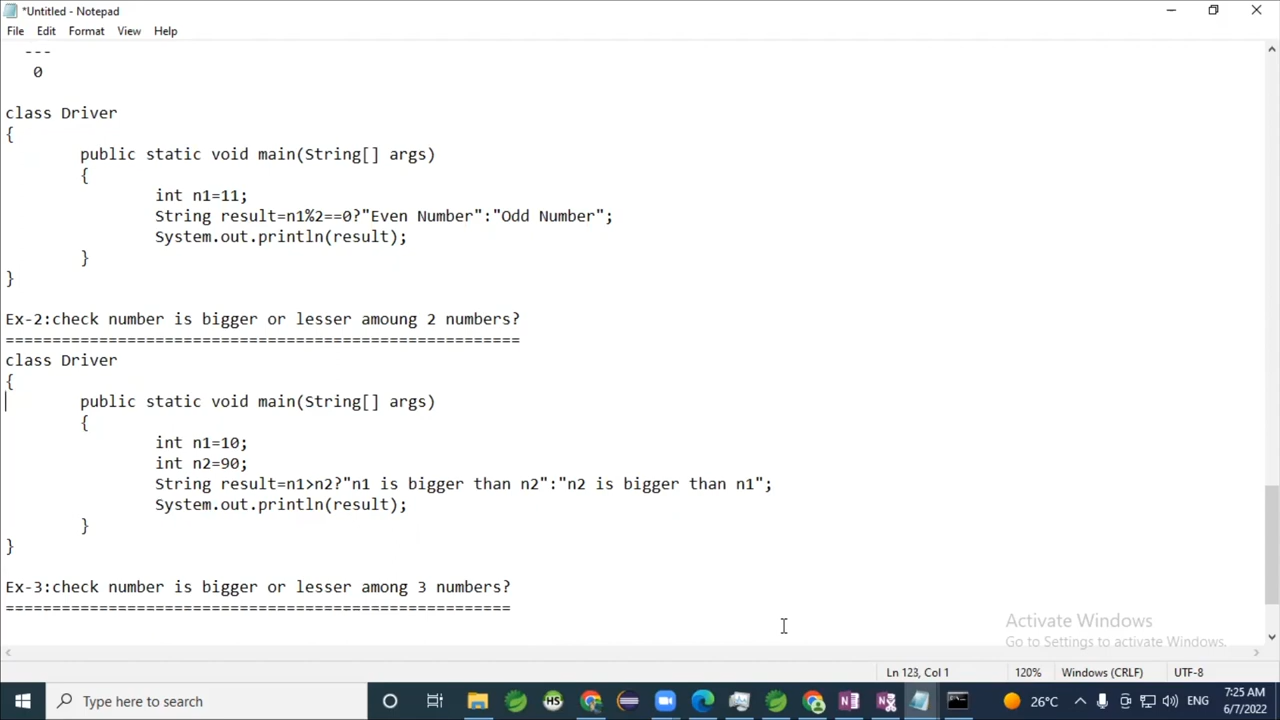 *Untitled - Notepad
File Edit Format View Help
---
0
class Driver
{
public static void main(String[] args)
{
int n1=11;
String result=n1%2==0?"Even Number":"Odd Number";
System.out.println(result);
}
}
Ex-2:check number is bigger or lesser amoung 2 numbers?
=======================================================
class Driver
{
public static void main(String[] args)
{
int n1=10;
int n2=90;
String result=n1>n2?"n1 is bigger than n2":"n2 is bigger than n1";
System.out.println(result);
}
}
Ex-3:check number is bigger or lesser among 3 numbers?
======================================================
Activate Windows
Go to Settings to activate Windows.
Ln 123, Col 1 120% Windows (CRLF) UTF-8
Type here to search HS 26°C ENG 7:25 AM
6/7/2022